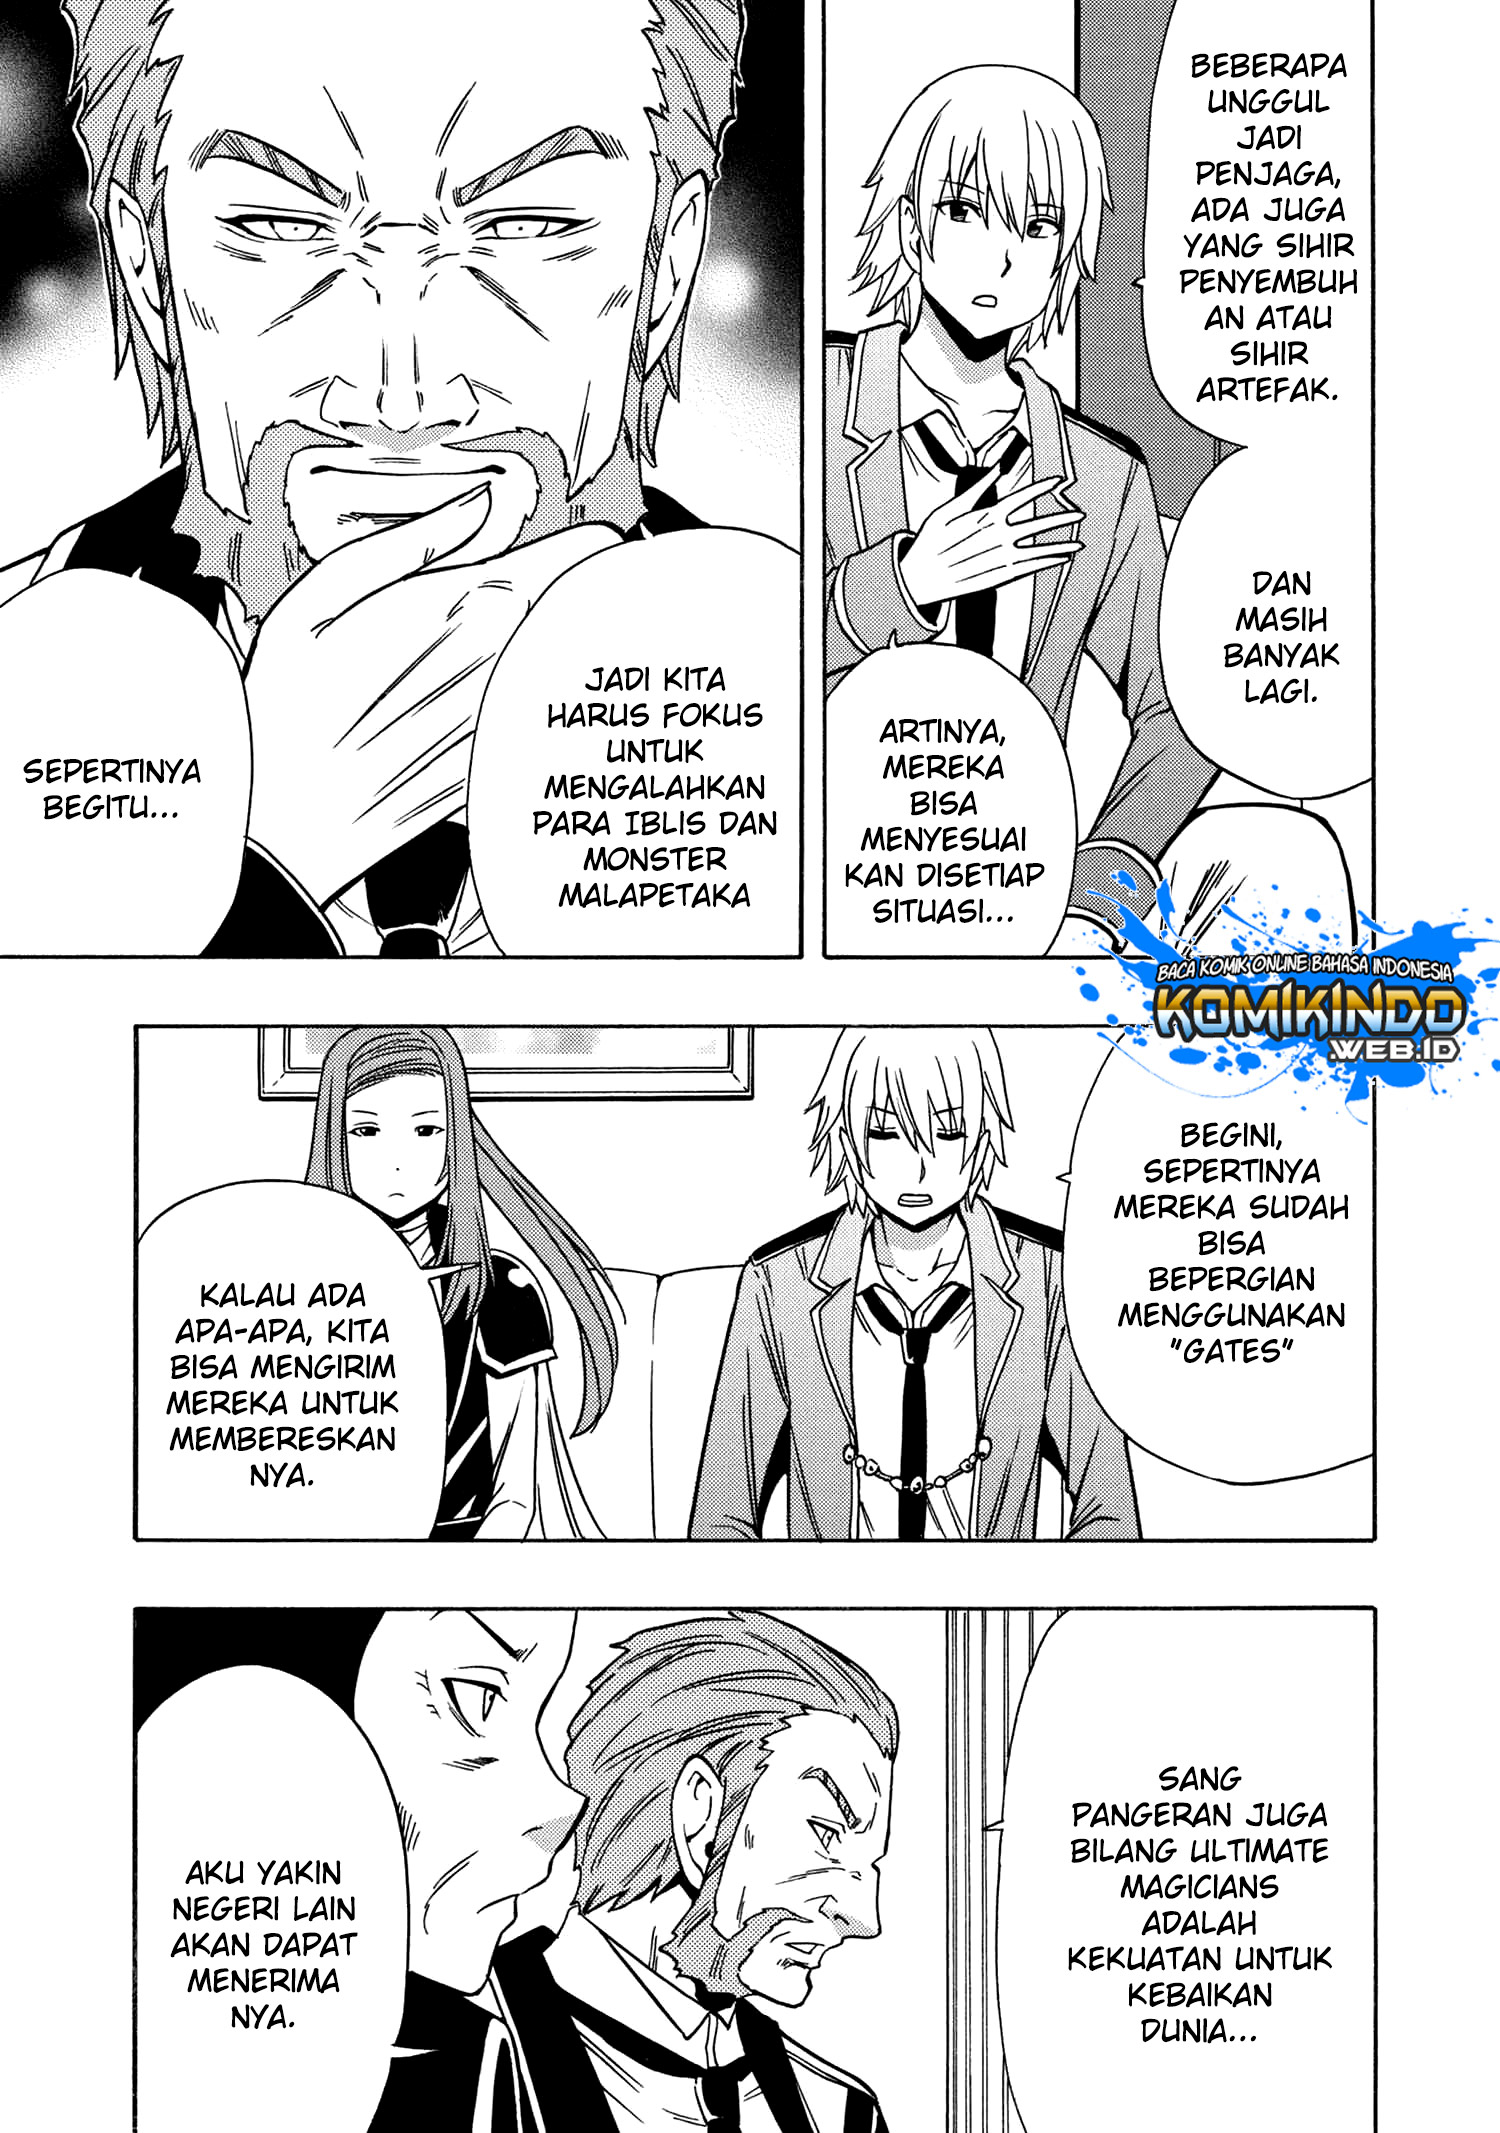 BEBERAPA
UNGGUL
JADI
PENJAGA,
ADA JUGA
YANG SIHIR
PENYEMBUH
AN ATAU
SIHIR
ARTEFAK.
DAN
MASIH
BANYAK
LAGI.
ARTINYA,
MEREKA
BISA
MENYESUAI
KAN DISETIAP
SITUASI...
JADI KITA
HARUS FOKUS
UNTUK
MENGALAHKAN
PARA IBLIS DAN
MONSTER
MALAPETAKA
SEPERTINYA
BEGITU...
BACA KOMIK ONLINE BAHASA INDONESIA
KOMIKINDO
WEB.ID
BEGINI,
SEPERTINYA
MEREKA SUDAH
BISA
BEPERGIAN
MENGGUNAKAN
"GATES"
KALAU ADA
APA-APA, KITA
BISA MENGIRIM
MEREKA UNTUK
MEMBERESKAN
NYA.
SANG
PANGERAN JUGA
BILANG ULTIMATE
MAGICIANS
ADALAH
KEKUATAN UNTUK
KEBAIKAN
DUNIA...
AKU YAKIN
NEGERI LAIN
AKAN DAPAT
MENERIMA
NYA.